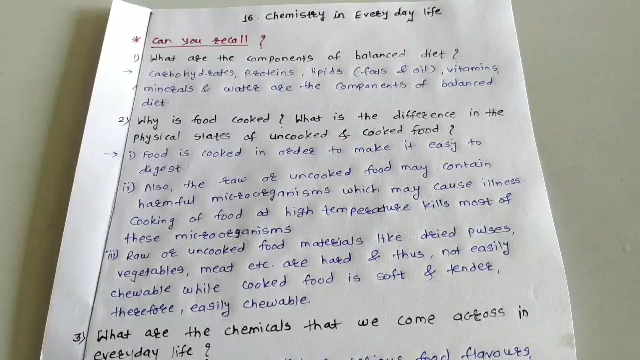 16. Chemistry in Every day life
* Can you recall ?
1) What are the components of balanced diet ?
→ Carbohydrates, proteins, lipids (fats & oil), vitamins,
minerals & water are the components of balanced
diet
2) Why is food cooked ? What is the difference in the
physical states of uncooked & cooked food ?
→ i) Food is cooked in order to make it easy to
digest
ii) Also, the raw or uncooked food may contain
harmful microorganisms which may cause illness.
Cooking of food at high temperature kills most of
these microorganisms
iii) Raw or uncooked food materials like dried pulses,
vegetables, meat etc. are hard & thus, not easily
chewable while cooked food is soft & tender,
therefore, easily chewable.
3) What are the chemicals that we come across in
everyday life ?
food flavours,